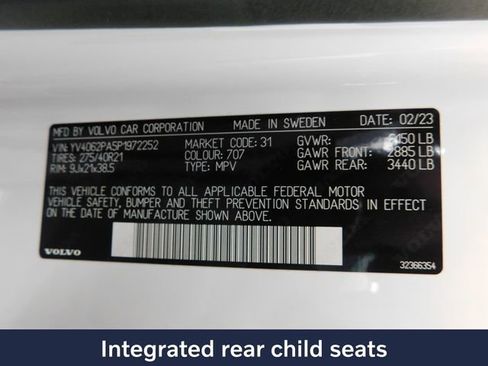 MFD. BY VOLVO CAR CORPORATION MADE IN SWEDEN DATE: 02/23
VIN: YV4062PA5P1972252 MARKET CODE: 31 GVWR: 6150 LB
TIRES: 275/40R21 COLOUR: 707 GAWR FRONT: 2885 LB
RIM: 9Jx21x38.5 TYPE: MPV GAWR REAR: 3440 LB
THIS VEHICLE CONFORMS TO ALL APPLICABLE FEDERAL MOTOR
VEHICLE SAFETY, BUMPER AND THEFT PREVENTION STANDARDS IN EFFECT
ON THE DATE OF MANUFACTURE SHOWN ABOVE
VOLVO 32366354
Integrated rear child seats